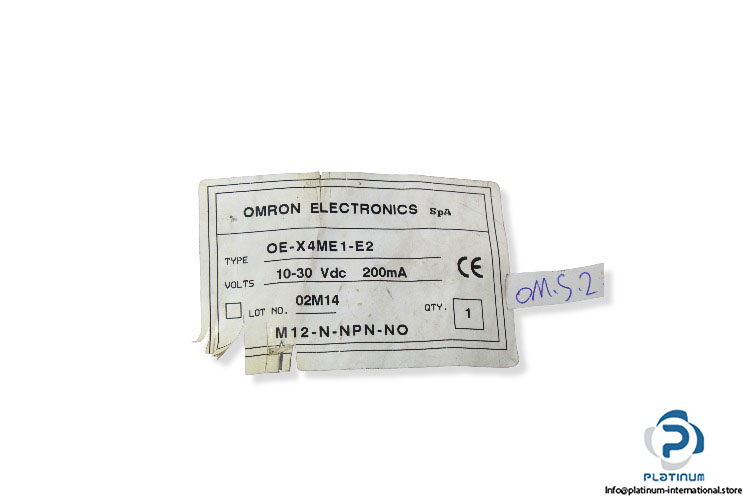 OMRON ELECTRONICS SpA
TYPE OE-X4ME1-E2
VOLTS 10-30 Vdc 200mA
CE
LOT NO. 02M14 QTY. 1
M12-N-NPN-NO
OM.S.2
PLATINUM
Info@platinum-international.store